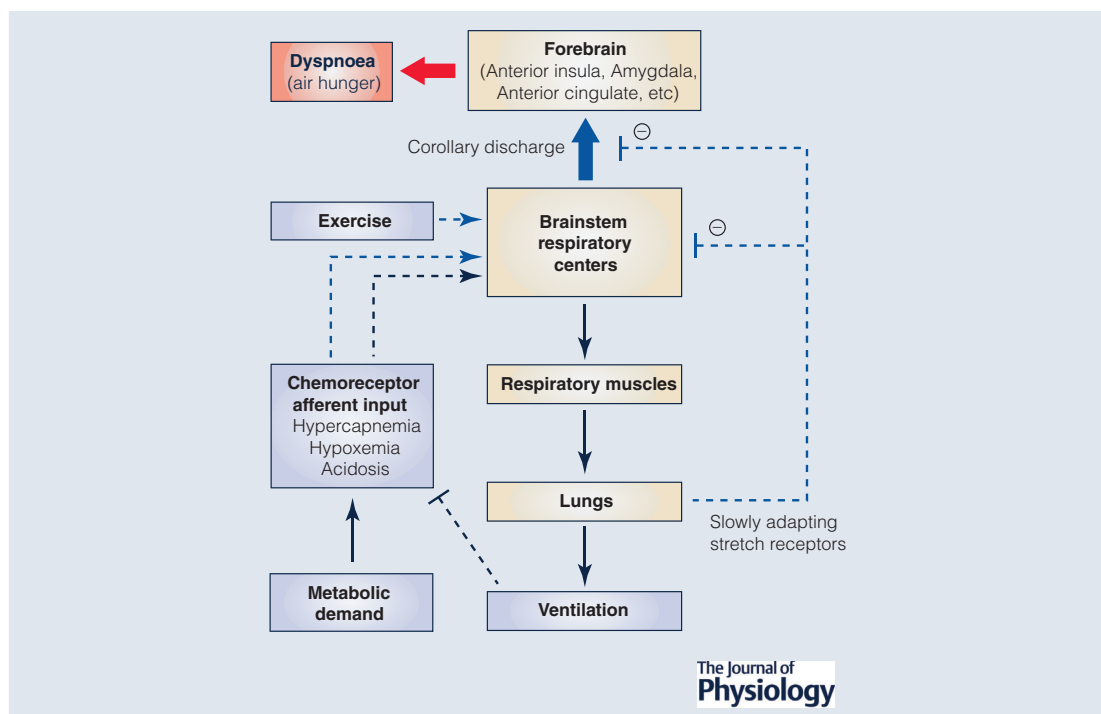 Dyspnoea
(air hunger)
Forebrain
(Anterior insula, Amygdala,
Anterior cingulate, etc)
Corollary discharge
⊖
Exercise
Brainstem
respiratory
centers
⊖
Chemoreceptor
afferent input
Hypercapnemia
Hypoxemia
Acidosis
Respiratory muscles
Lungs
Slowly adapting
stretch receptors
Metabolic
demand
Ventilation
The Journal of
Physiology